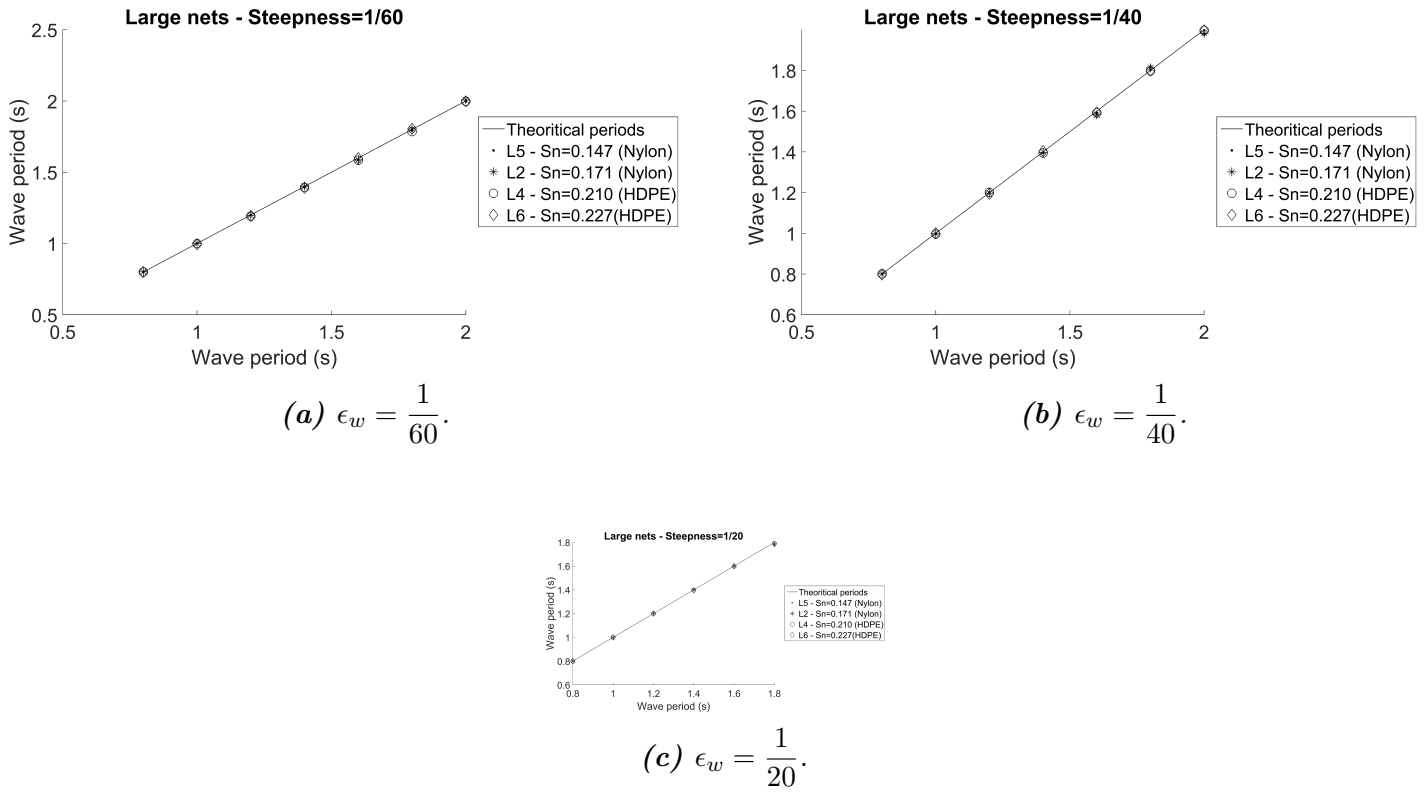 Large nets - Steepness=1/60
2.5
2
1.5
1
0.5
0.5
1
1.5
2
Wave period (s)
Wave period (s)
Theoritical periods
L5 - Sn=0.147 (Nylon)
L2 - Sn=0.171 (Nylon)
L4 - Sn=0.210 (HDPE)
L6 - Sn=0.227(HDPE)
(a) ϵw = 1/60.
Large nets - Steepness=1/40
1.8
1.6
1.4
1.2
1
0.8
0.6
0.5
1
1.5
2
Wave period (s)
Wave period (s)
Theoritical periods
L5 - Sn=0.147 (Nylon)
L2 - Sn=0.171 (Nylon)
L4 - Sn=0.210 (HDPE)
L6 - Sn=0.227(HDPE)
(b) ϵw = 1/40.
Large nets - Steepness=1/20
1.8
1.6
1.4
1.2
1
0.8
0.6
0.8
1
1.2
1.4
1.6
1.8
Wave period (s)
Wave period (s)
Theoritical periods
L5 - Sn=0.147 (Nylon)
L2 - Sn=0.171 (Nylon)
L4 - Sn=0.210 (HDPE)
L6 - Sn=0.227(HDPE)
(c) ϵw = 1/20.